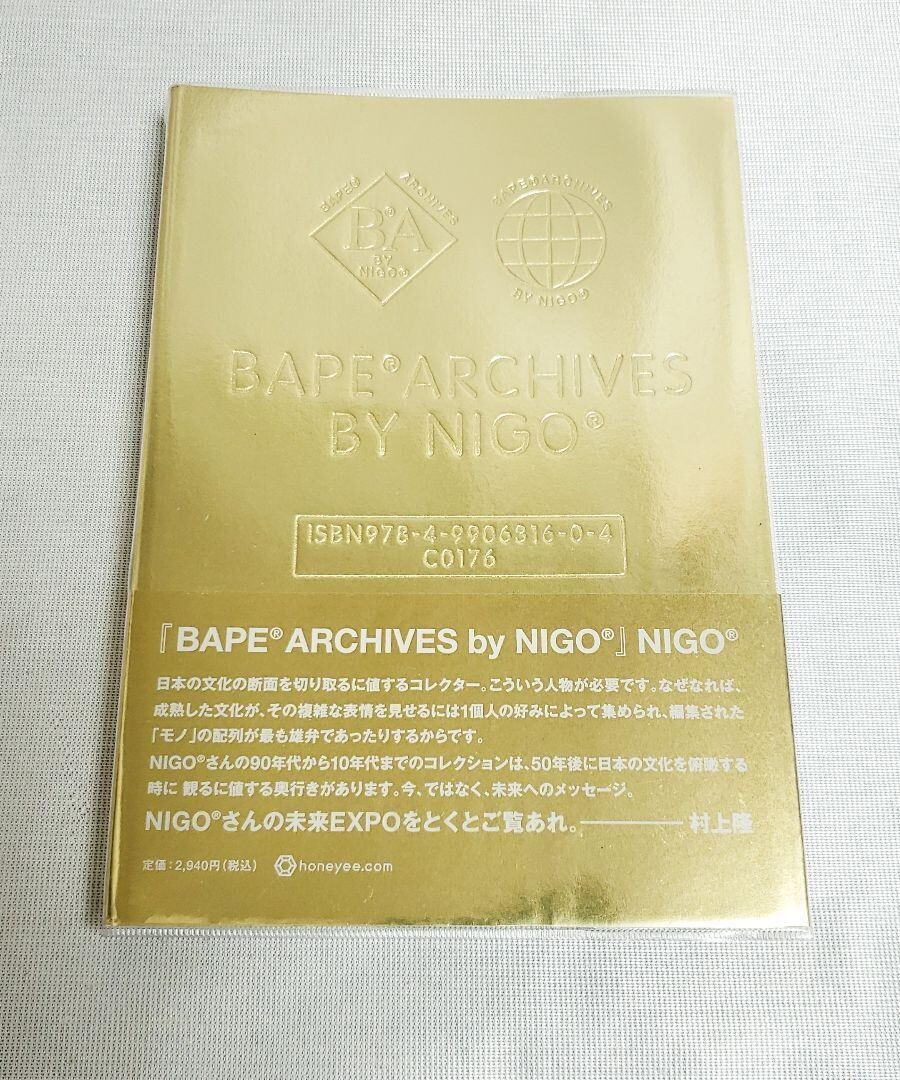 BAPE® ARCHIVES
B®A
BY
NIGO®
BAPE® ARCHIVES
BY NIGO®
BAPE® ARCHIVES
BY NIGO®
ISBN978-4-9906316-0-4
C0176
『BAPE® ARCHIVES by NIGO®』 NIGO®
日本の文化の断面を切り取るに値するコレクター。こういう人物が必要です。なぜなれば、
成熟した文化が、その複雑な表情を見せるには1個人の好みによって集められ、編集された
「モノ」の配列が最も雄弁であったりするからです。
NIGO®さんの90年代から10年代までのコレクションは、50年後に日本の文化を俯瞰する
時に 観るに値する奥行きがあります。今、ではなく、未来へのメッセージ。
NIGO®さんの未来EXPOをとくとご覧あれ。―――― 村上隆
定価:2,940円(税込) honeyee.com